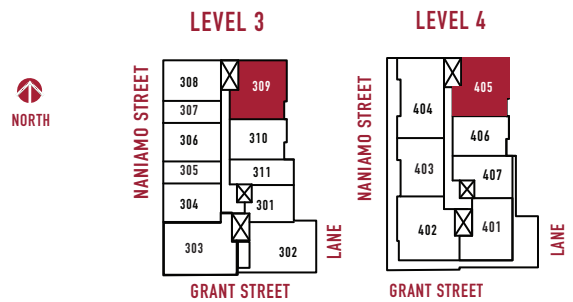 LEVEL 3
LEVEL 4
NORTH
NANIAMO STREET
308
309
307
306
310
305
311
304
301
303
302
LANE
GRANT STREET
NANIAMO STREET
405
404
406
403
407
402
401
LANE
GRANT STREET